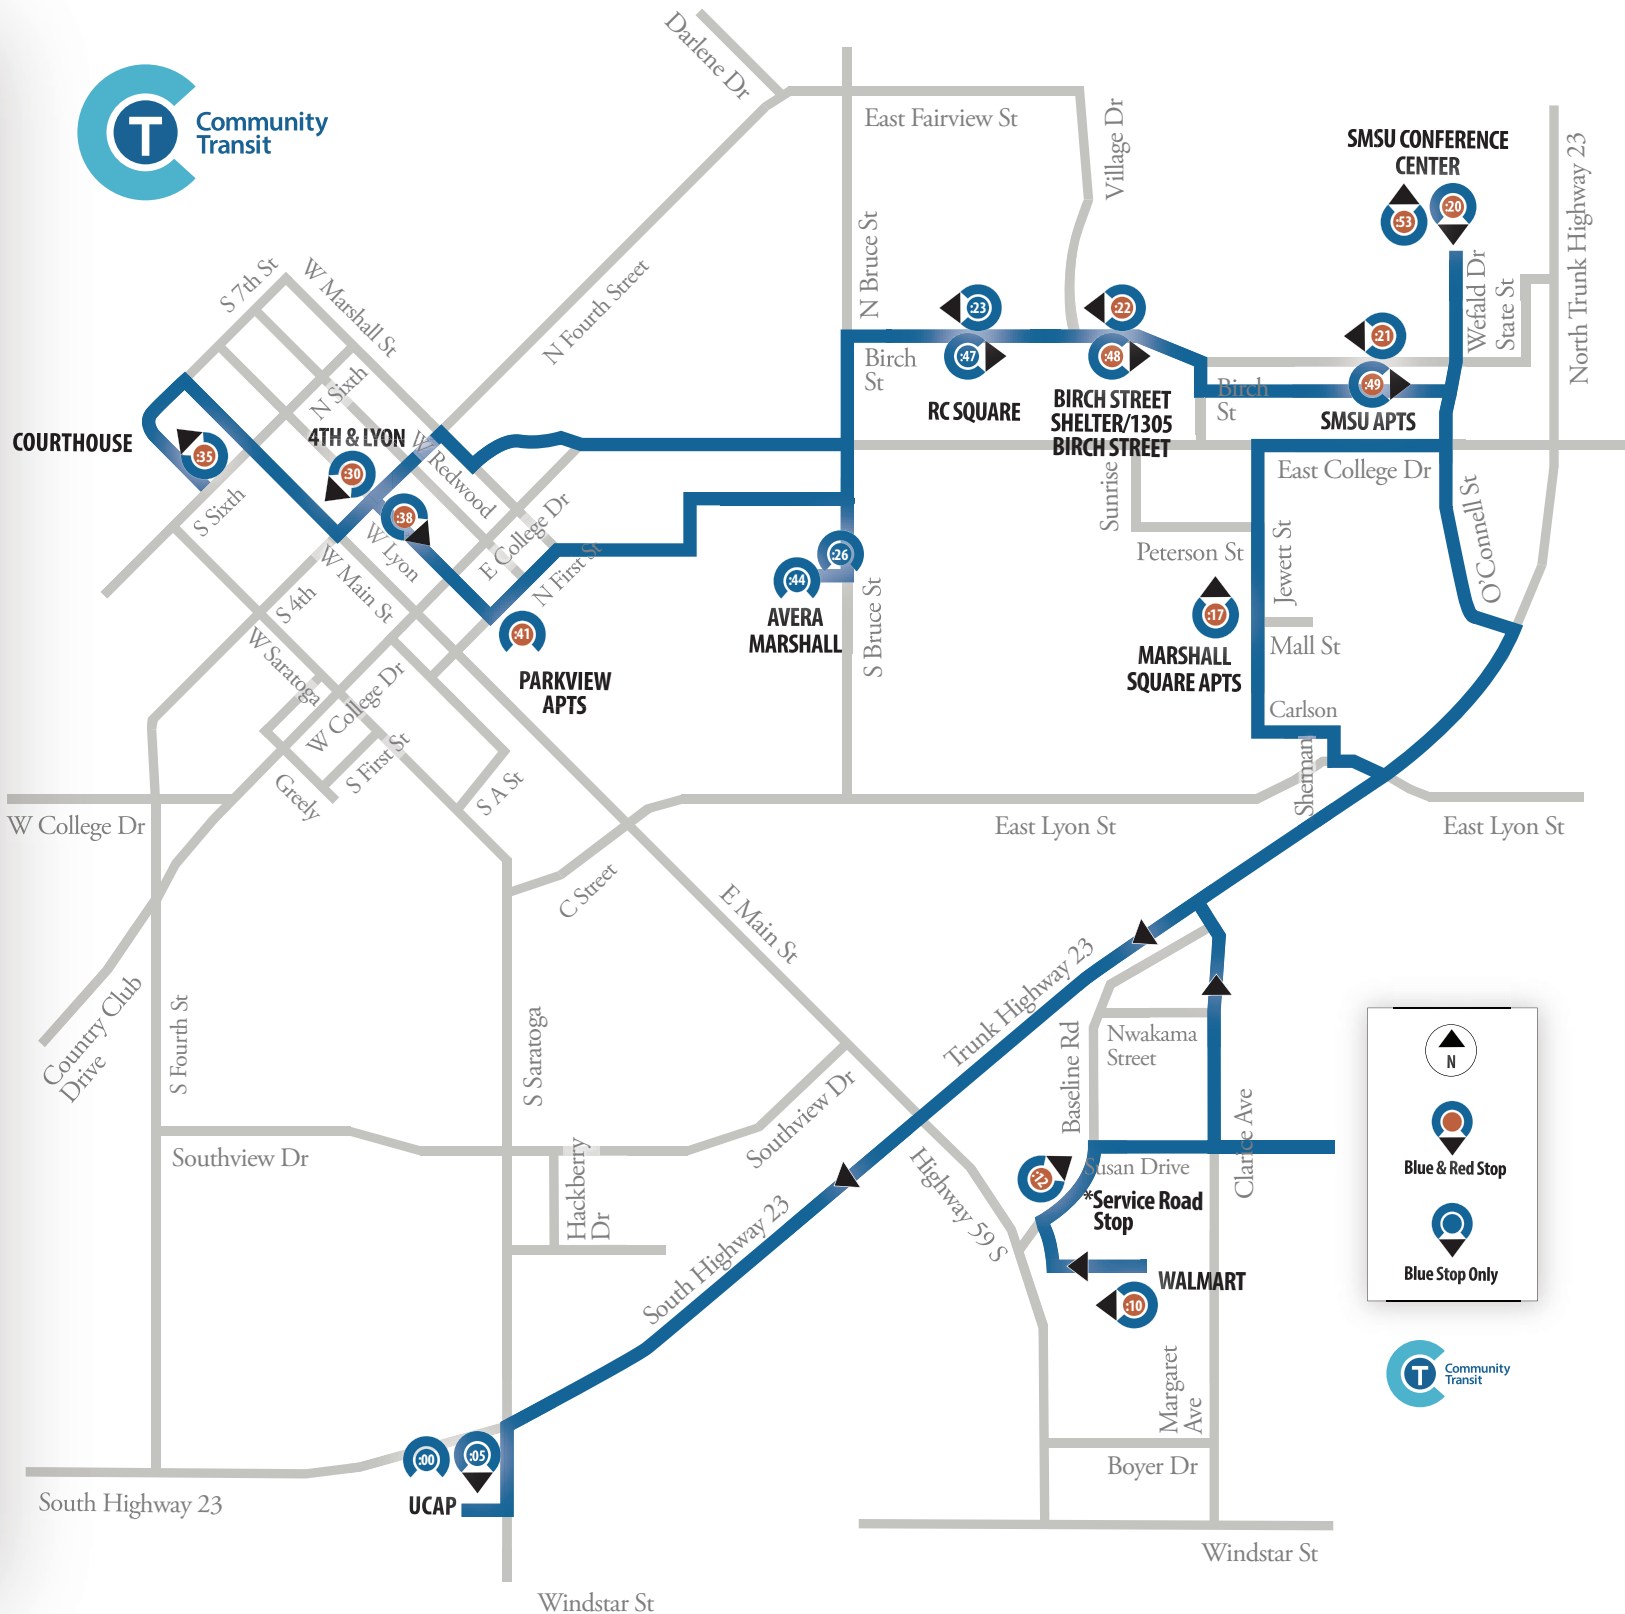 Community
Transit
Darlene Dr
East Fairview St
Village Dr
SMSU CONFERENCE
CENTER
:53
:20
North Trunk Highway 23
N Bruce St
Wefald Dr
State St
S 7th St
W Marshall St
N Fourth Street
:23
:22
:21
:47
:48
:49
Birch
St
Birch
St
RC SQUARE
BIRCH STREET
SHELTER/1305
BIRCH STREET
SMSU APTS
N Sixth
COURTHOUSE
:35
4TH & LYON
:30
W Redwood
:38
S Sixth
W Lyon
E College Dr
East College Dr
Sunrise
O'Connell St
Peterson St
Jewett St
W Main St
N First St
:26
:44
AVERA
MARSHALL
S Bruce St
S 4th
:41
PARKVIEW
APTS
:17
MARSHALL
SQUARE APTS
Mall St
W Saratoga
W College Dr
Carlson
Sherman
S First St
Greely
S A St
W College Dr
East Lyon St
East Lyon St
C Street
E Main St
Trunk Highway 23
Country Club
Drive
S Fourth St
S Saratoga
Baseline Rd
Nwakama
Street
N
Clarice Ave
Southview Dr
Southview Dr
Hackberry
Dr
Highway 59 S
:12
Susan Drive
*Service Road
Stop
Blue & Red Stop
South Highway 23
WALMART
:10
Blue Stop Only
Margaret
Ave
Community
Transit
:00
:05
UCAP
Boyer Dr
South Highway 23
Windstar St
Windstar St